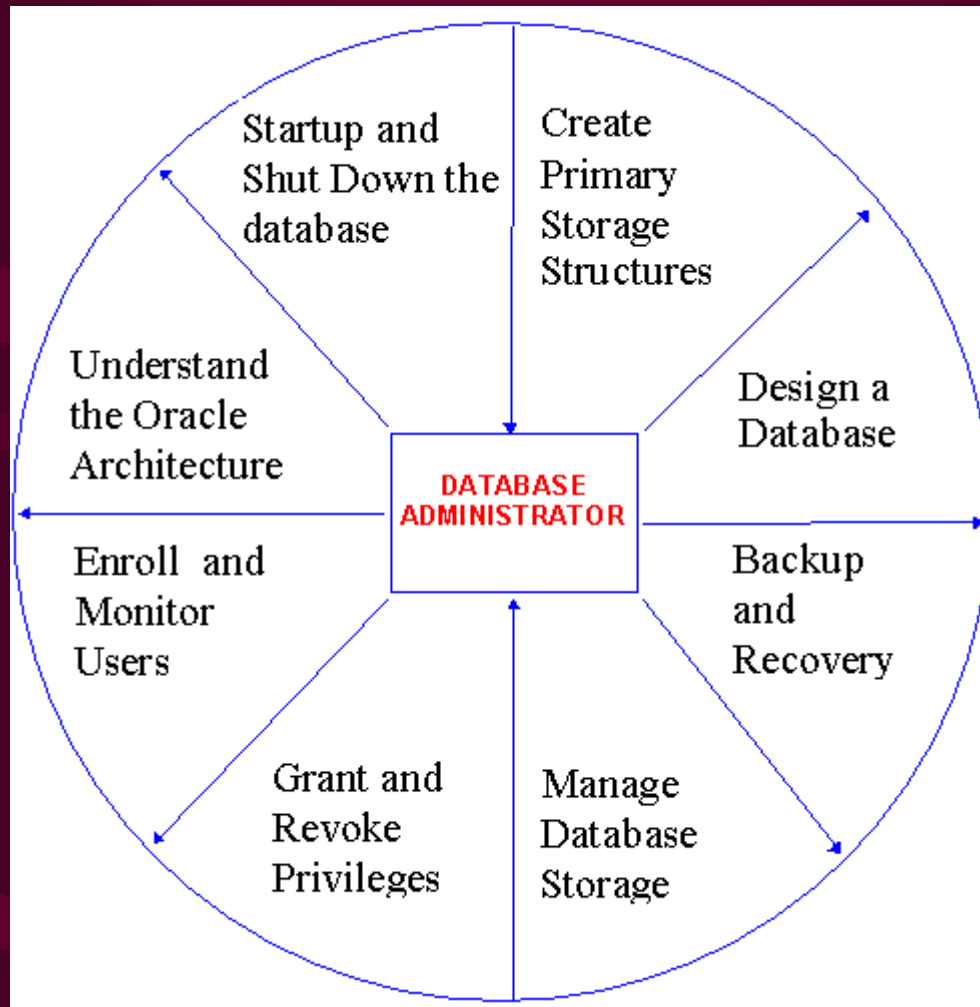 Startup and
Shut Down the
database
Create
Primary
Storage
Structures
Understand
the Oracle
Architecture
Design a
Database
DATABASE
ADMINISTRATOR
Enroll and
Monitor
Users
Backup
and
Recovery
Grant and
Revoke
Privileges
Manage
Database
Storage